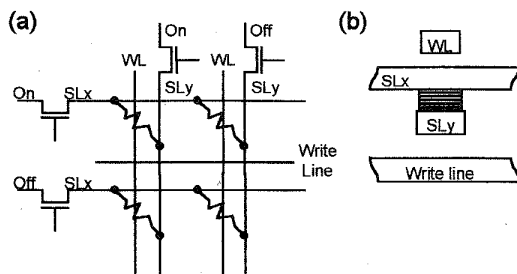 (a)
On
Off
WL
WL
SLy
SLy
On
SLx
Write
Line
Off
SLx
(b)
WL
SLx
SLy
Write line